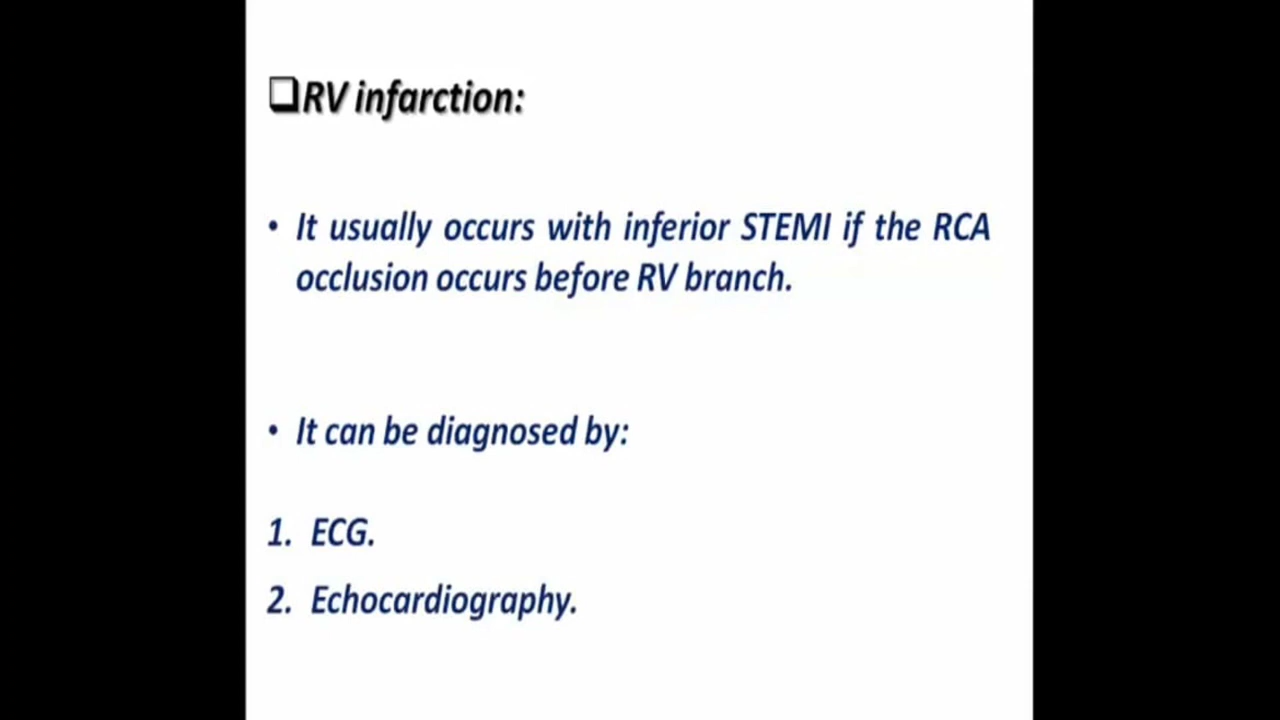 ❑RV infarction:
• It usually occurs with inferior STEMI if the RCA
occlusion occurs before RV branch.
• It can be diagnosed by:
1. ECG.
2. Echocardiography.